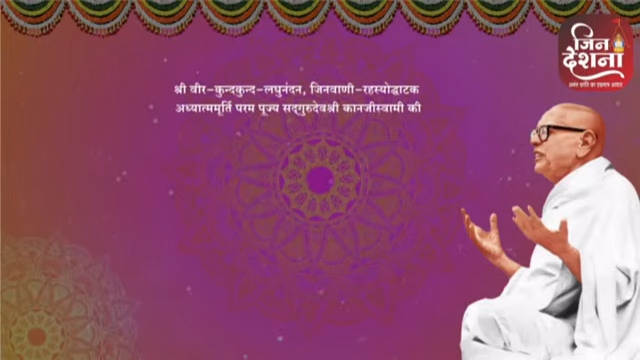 जिन
देशना
श्री वीर-कुन्दकुन्द-लघुनंदन, जिनवाणी-रहस्योद्घाटक
अध्यात्ममूर्ति परम पूज्य सद्गुरुदेवश्री कानजीस्वामी की